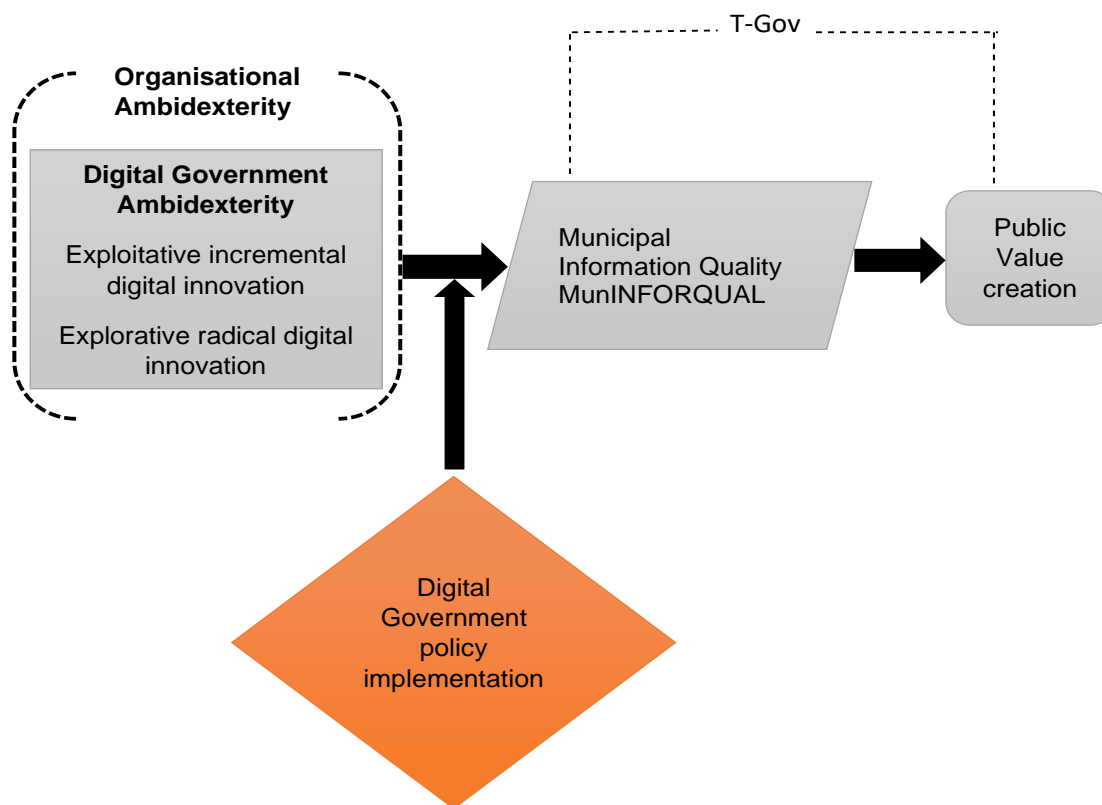 T-Gov
Organisational
Ambidexterity
Digital Government
Ambidexterity
Exploitative incremental
digital innovation
Explorative radical digital
innovation
Municipal
Information Quality
MunINFORQUAL
Public
Value
creation
Digital
Government
policy
implementation